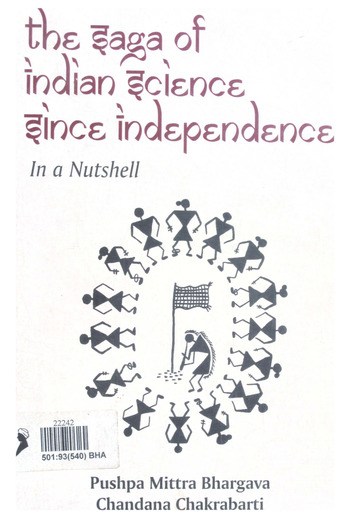 the saga of
indian science
since independence
In a Nutshell
22242
501:93(540) BHA
Pushpa Mittra Bhargava
Chandana Chakrabarti